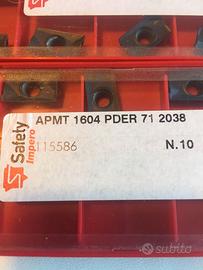 Safety
Impero
APMT 1604 PDER 71 2038
115586
N.10
subito